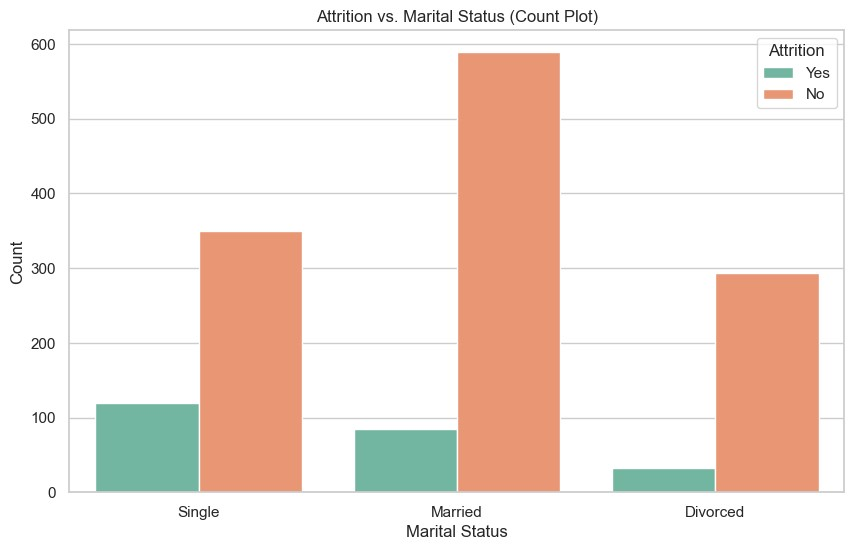 Attrition vs. Marital Status (Count Plot)
Attrition
Yes
No
Count
600
500
400
300
200
100
0
Single
Married
Divorced
Marital Status